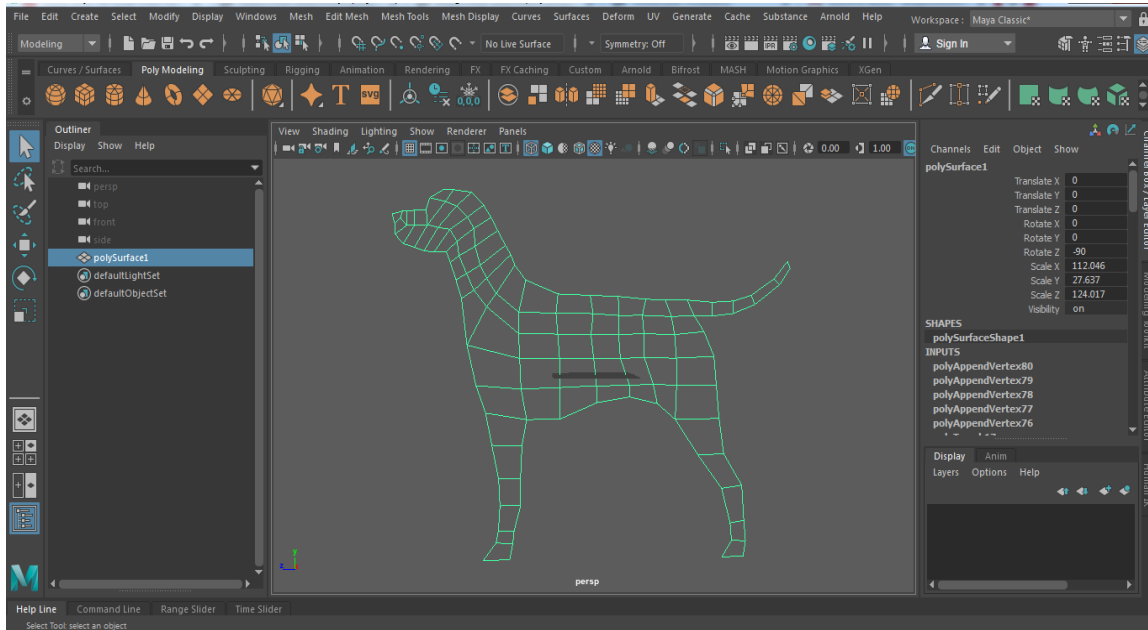 File Edit Create Select Modify Display Windows Mesh Edit Mesh Mesh Tools Mesh Display Curves Surfaces Deform UV Generate Cache Substance Arnold Help Workspace : Maya Classic*
Modeling No Live Surface Symmetry: Off Sign In
Curves / Surfaces Poly Modeling Sculpting Rigging Animation Rendering FX FX Caching Custom Arnold Bifrost MASH Motion Graphics XGen
T SVG 0,0,0
Outliner
Display Show Help
Search...
persp
top
front
side
polySurface1
defaultLightSet
defaultObjectSet
View Shading Lighting Show Renderer Panels
0.00 1.00
y
z
persp
Channels Edit Object Show
polySurface1
Translate X 0
Translate Y 0
Translate Z 0
Rotate X 0
Rotate Y 0
Rotate Z -90
Scale X 112.046
Scale Y 27.637
Scale Z 124.017
Visibility on
SHAPES
polySurfaceShape1
INPUTS
polyAppendVertex80
polyAppendVertex79
polyAppendVertex78
polyAppendVertex77
polyAppendVertex76
Display Anim
Layers Options Help
M
Help Line Command Line Range Slider Time Slider
Select Tool: select an object